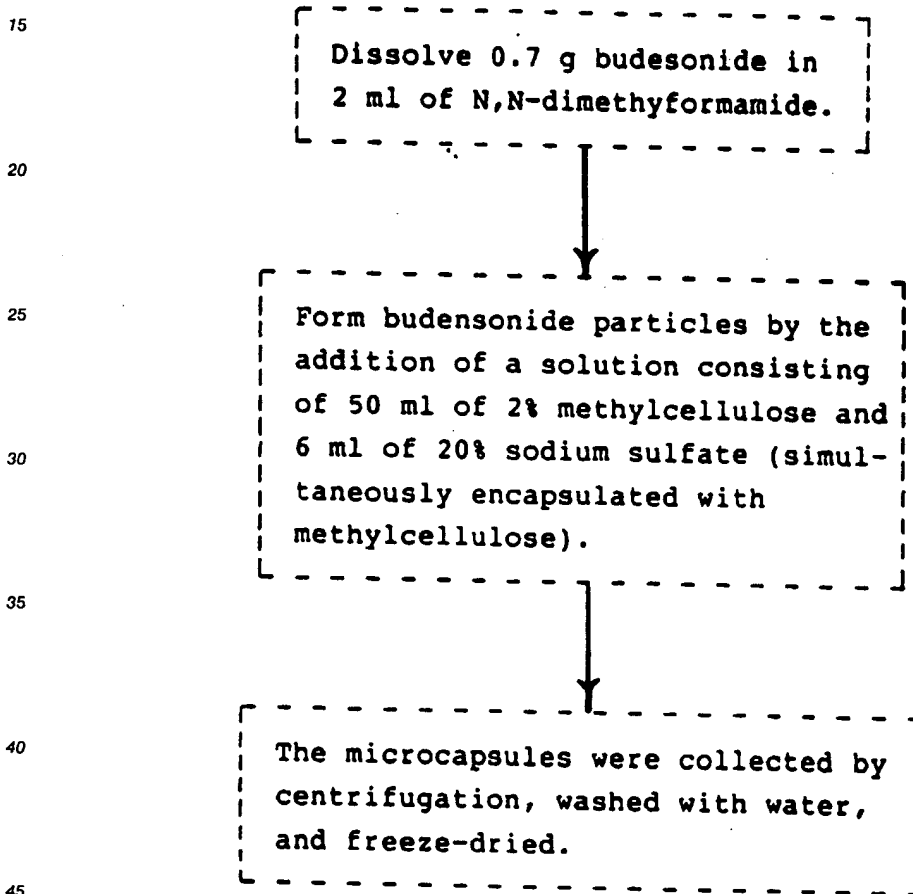 15
Dissolve 0.7 g budesonide in
2 ml of N,N-dimethyformamide.
20
25
Form budensonide particles by the
addition of a solution consisting
of 50 ml of 2% methylcellulose and
6 ml of 20% sodium sulfate (simul-
30
taneously encapsulated with
methylcellulose).
35
40
The microcapsules were collected by
centrifugation, washed with water,
and freeze-dried.
45